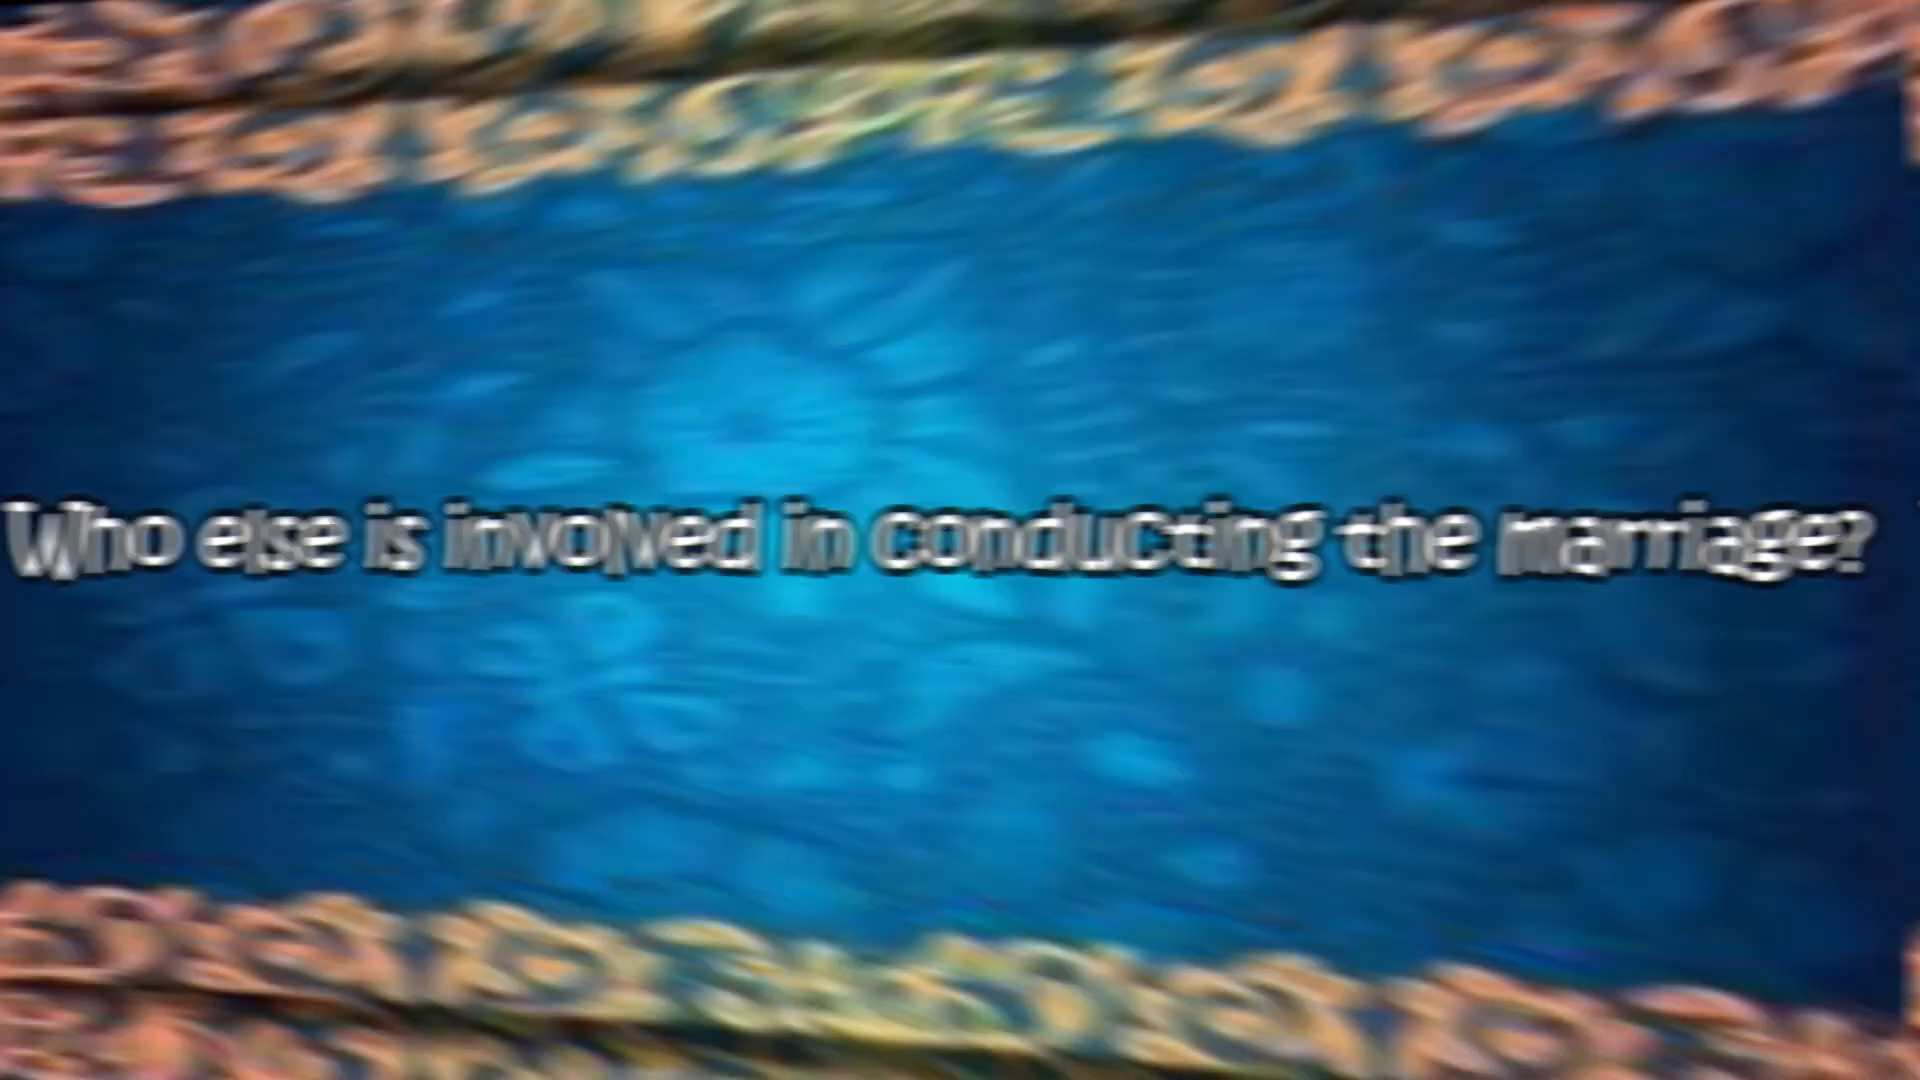 Who else is involved in conducting the marriage?